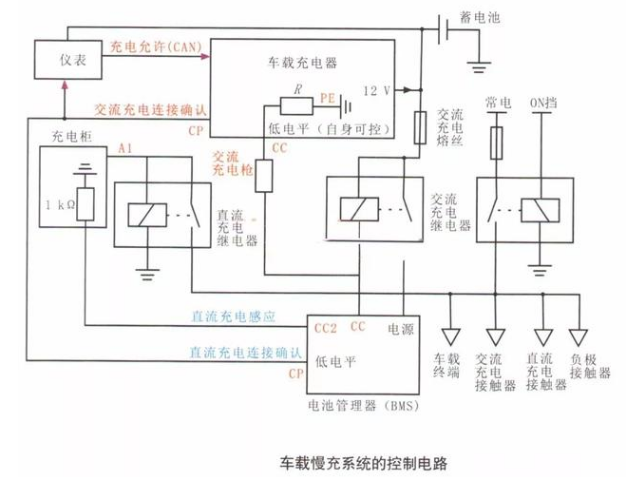 蓄电池
仪表
充电允许(CAN)
车载充电器
12 V
R
PE
交流充电连接确认
CP
低电平（自身可控）
CC
交流
充电
熔丝
常电
ON挡
充电柜
A1
交流
充电枪
1 kΩ
直流
充电
继电器
交流
充电
继电器
直流充电感应
CC2
CC
电源
直流充电连接确认
CP
低电平
电池管理器（BMS）
车载
终端
交流
充电
接触器
直流
充电
接触器
负极
接触器
车载慢充系统的控制电路